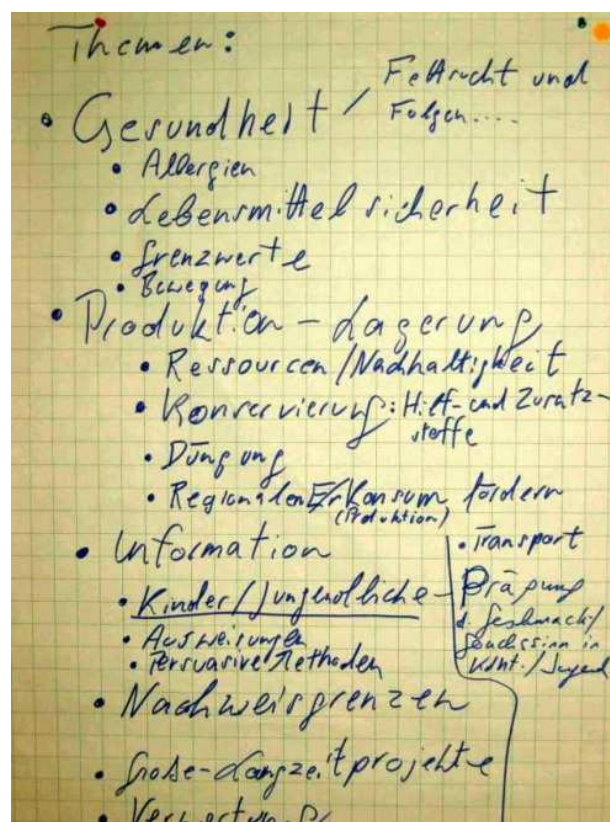 Themen:
• Gesundheit / Fettsucht und
Folgen....
• Allergien
• Lebensmittelsicherheit
• Grenzwerte
• Bewegung
• Produktion - Lagerung
• Ressourcen/Nachhaltigkeit
• Konservierung: Hilf- und Zusatz-
stoffe
• Düngung
• Regionalen Konsum fördern
(Produktion)
• Transport
• Information
• Kinder/Jugendliche - Prägung
d. Geschmack/
in
/Jugend
• Ausweisungen
• Persuasive Methoden
• Nachweisgrenzen
• Große-Langzeitprojekte